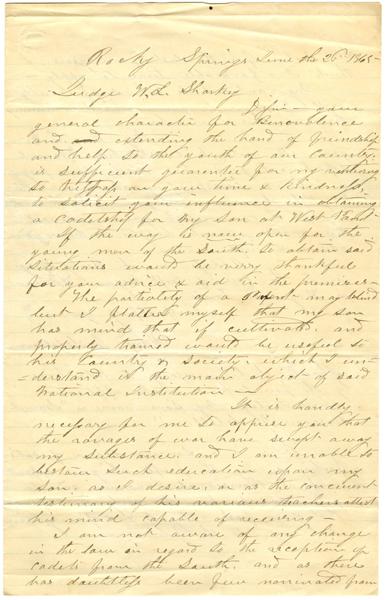 Rocky Springs June the 26th 1865-
Judge W. L. Sharkey
Dr Sir - your
general character for Benevolence
and and extending the hand of friendship
and help to the youth of our Country
is sufficient guarantee for my venturing
to trespass on your time & kindness,
to solicit your influence in obtaining
a Cadetship for my son at West Point-
If the way is now open for the
young men of the South, to obtain said
situations would be very thankful
for your advice & aid in the premises-
The partiality of a Parent may blind
but I flatter myself that my son
has mind that if cultivated, and
properly trained would be useful to
his Country & Society, which I un-
=derstand is the main object of said
National Institution -
It is hardly
necessary for me to apprise you that
the ravages of war have swept away
my substance, and I am unable to
bestow such education upon my
son, as I desire, or as the concurrent
testimony of his various teachers attest
his mind capable of receiving -
I am not aware of any change
in the law in regard to the reception of
cadets from the South, and as there
has doubtless been few nominated from